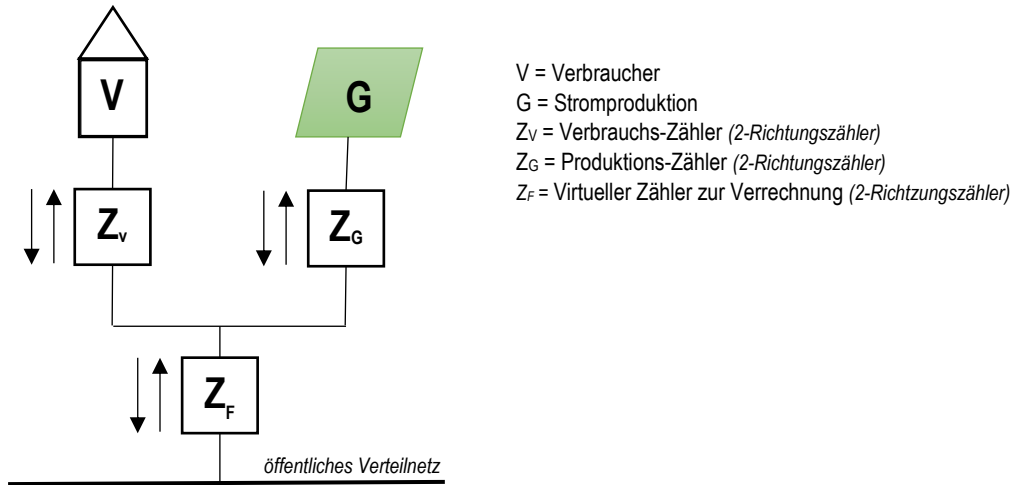 V
G
V = Verbraucher
G = Stromproduktion
ZV = Verbrauchs-Zähler (2-Richtungszähler)
ZG = Produktions-Zähler (2-Richtungszähler)
ZF = Virtueller Zähler zur Verrechnung (2-Richtzungszähler)
Zv
ZG
ZF
öffentliches Verteilnetz